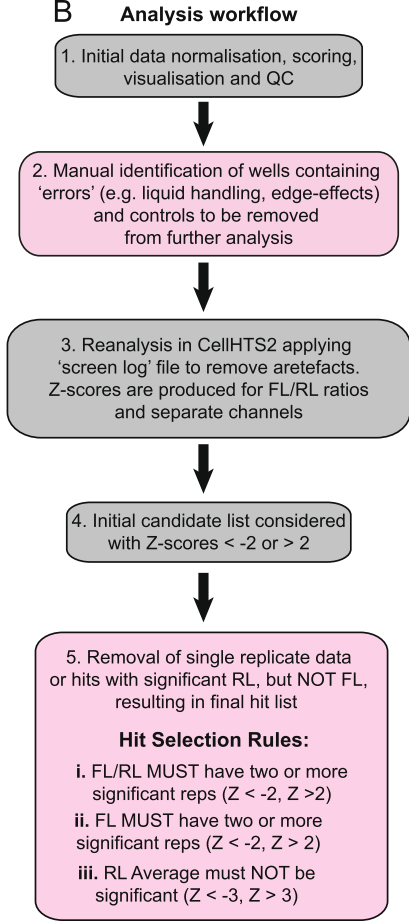 B
Analysis workflow
1. Initial data normalisation, scoring,
visualisation and QC
2. Manual identification of wells containing
‘errors’ (e.g. liquid handling, edge-effects)
and controls to be removed
from further analysis
3. Reanalysis in CellHTS2 applying
‘screen log’ file to remove aretefacts.
Z-scores are produced for FL/RL ratios
and separate channels
4. Initial candidate list considered
with Z-scores < -2 or > 2
5. Removal of single replicate data
or hits with significant RL, but NOT FL,
resulting in final hit list
Hit Selection Rules:
i. FL/RL MUST have two or more
significant reps (Z < -2, Z >2)
ii. FL MUST have two or more
significant reps (Z < -2, Z > 2)
iii. RL Average must NOT be
significant (Z < -3, Z > 3)